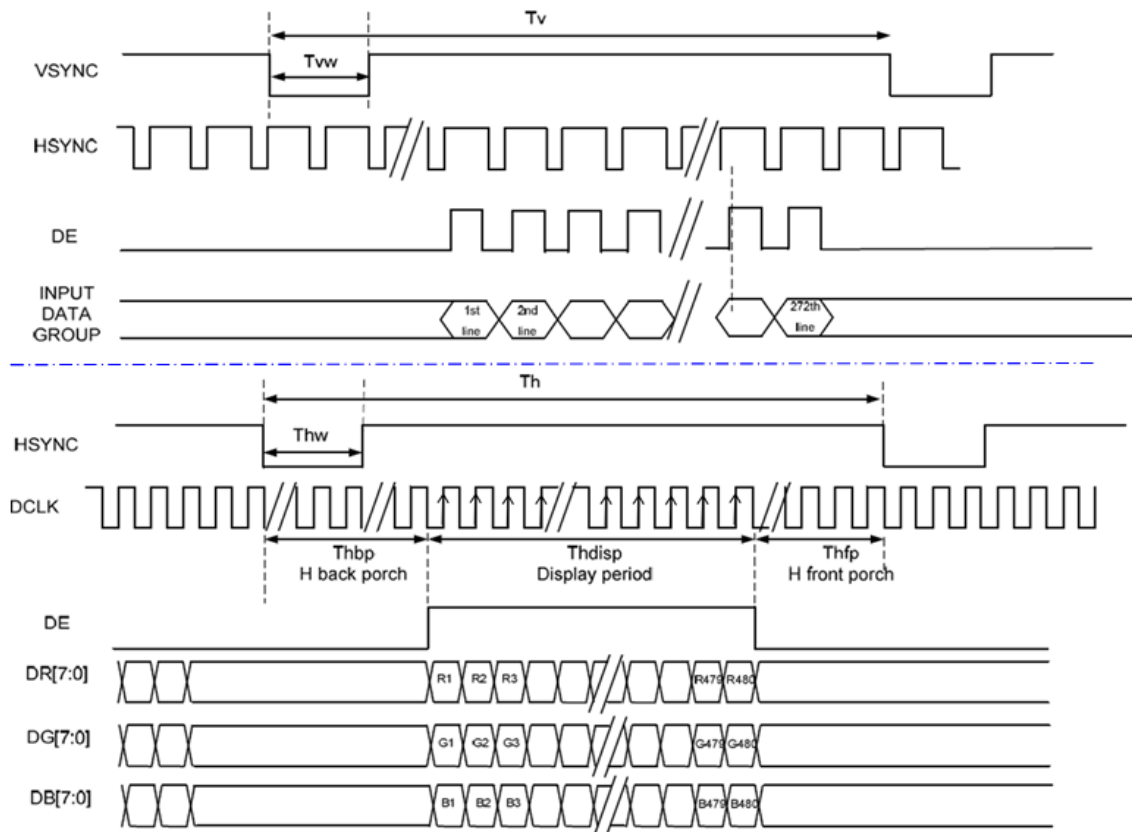 Tv
VSYNC
Tvw
HSYNC
DE
INPUT
DATA
GROUP
1st
line
2nd
line
272th
line
Th
HSYNC
Thw
DCLK
Thbp
H back porch
Thdisp
Display period
Thfp
H front porch
DE
DR[7:0]
R1 R2 R3 R479 R480
DG[7:0]
G1 G2 G3 G479 G480
DB[7:0]
B1 B2 B3 B479 B480